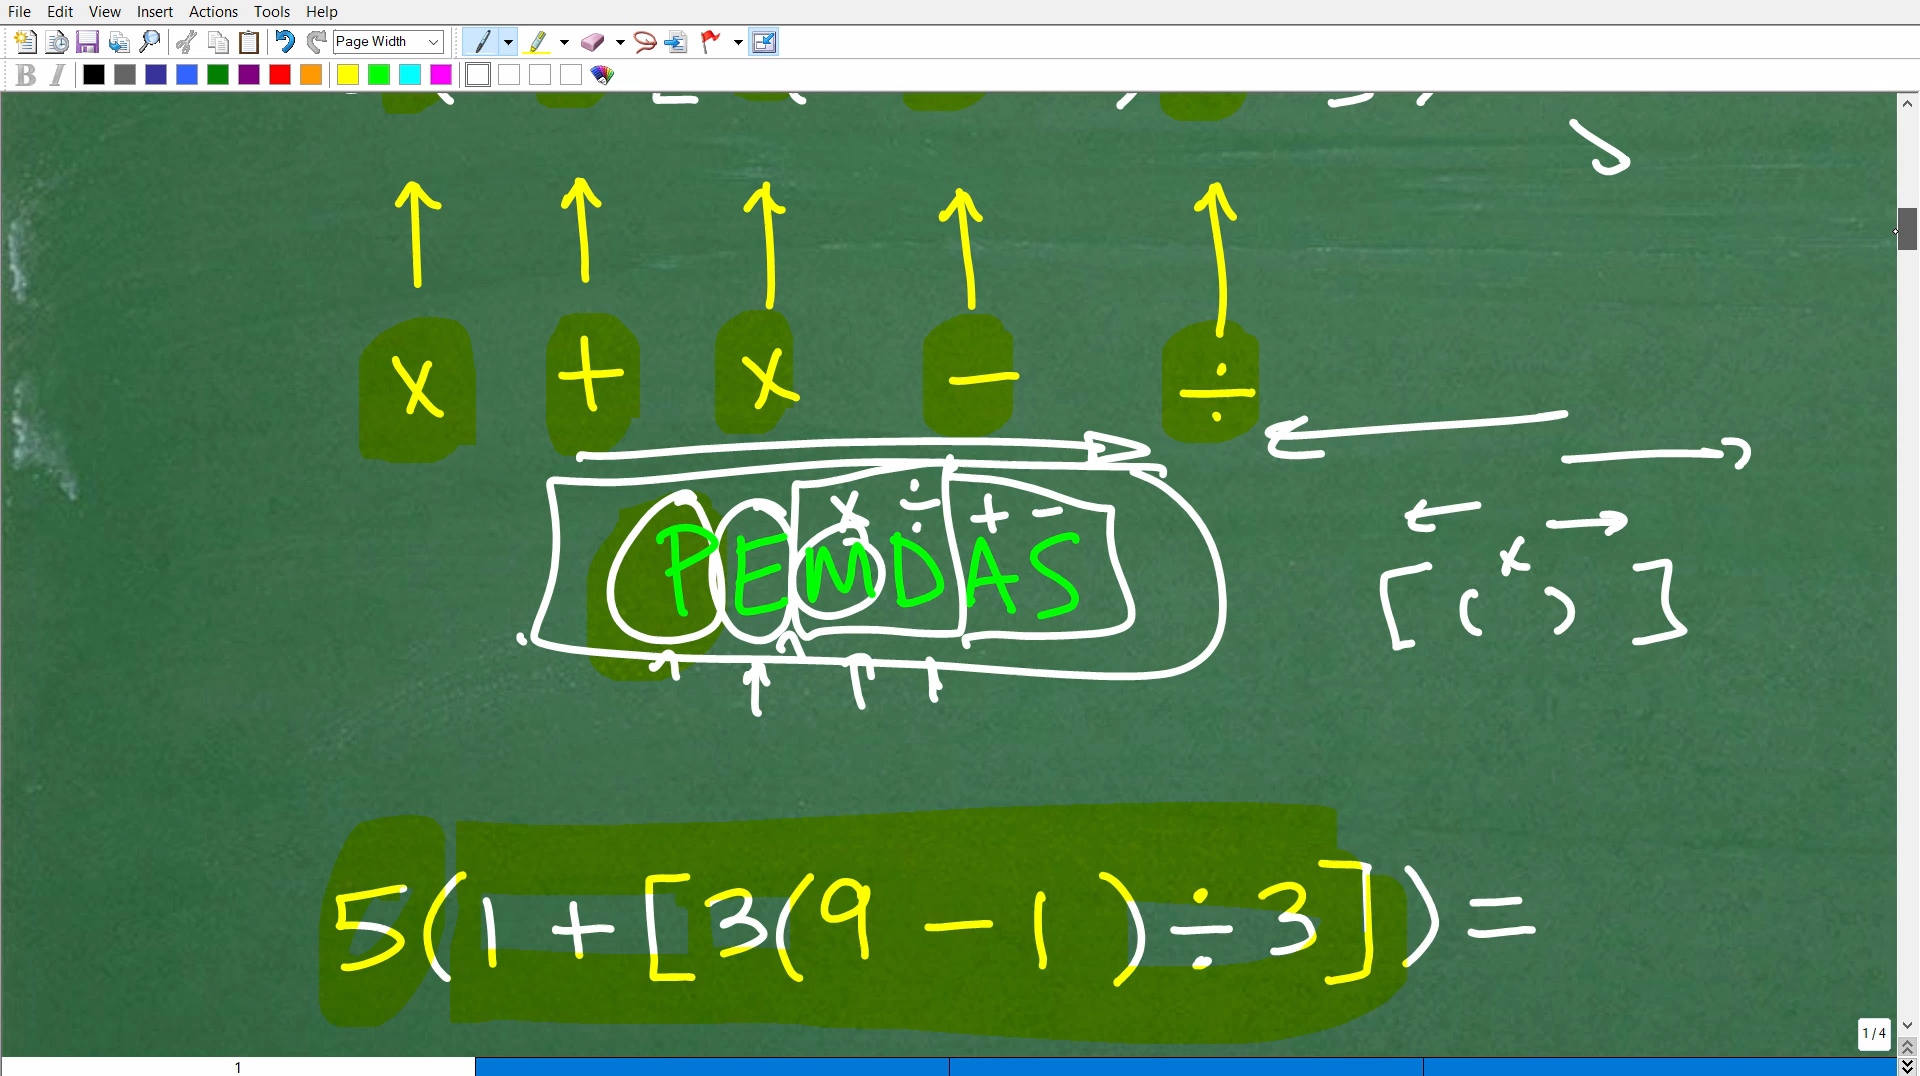 File Edit View Insert Actions Tools Help
Page Width
B I
x + x − ÷
x ÷ + −
PEMDAS
x
[ ( ) ]
5(1 + [3(9 − 1) ÷ 3]) =
1 / 4
1